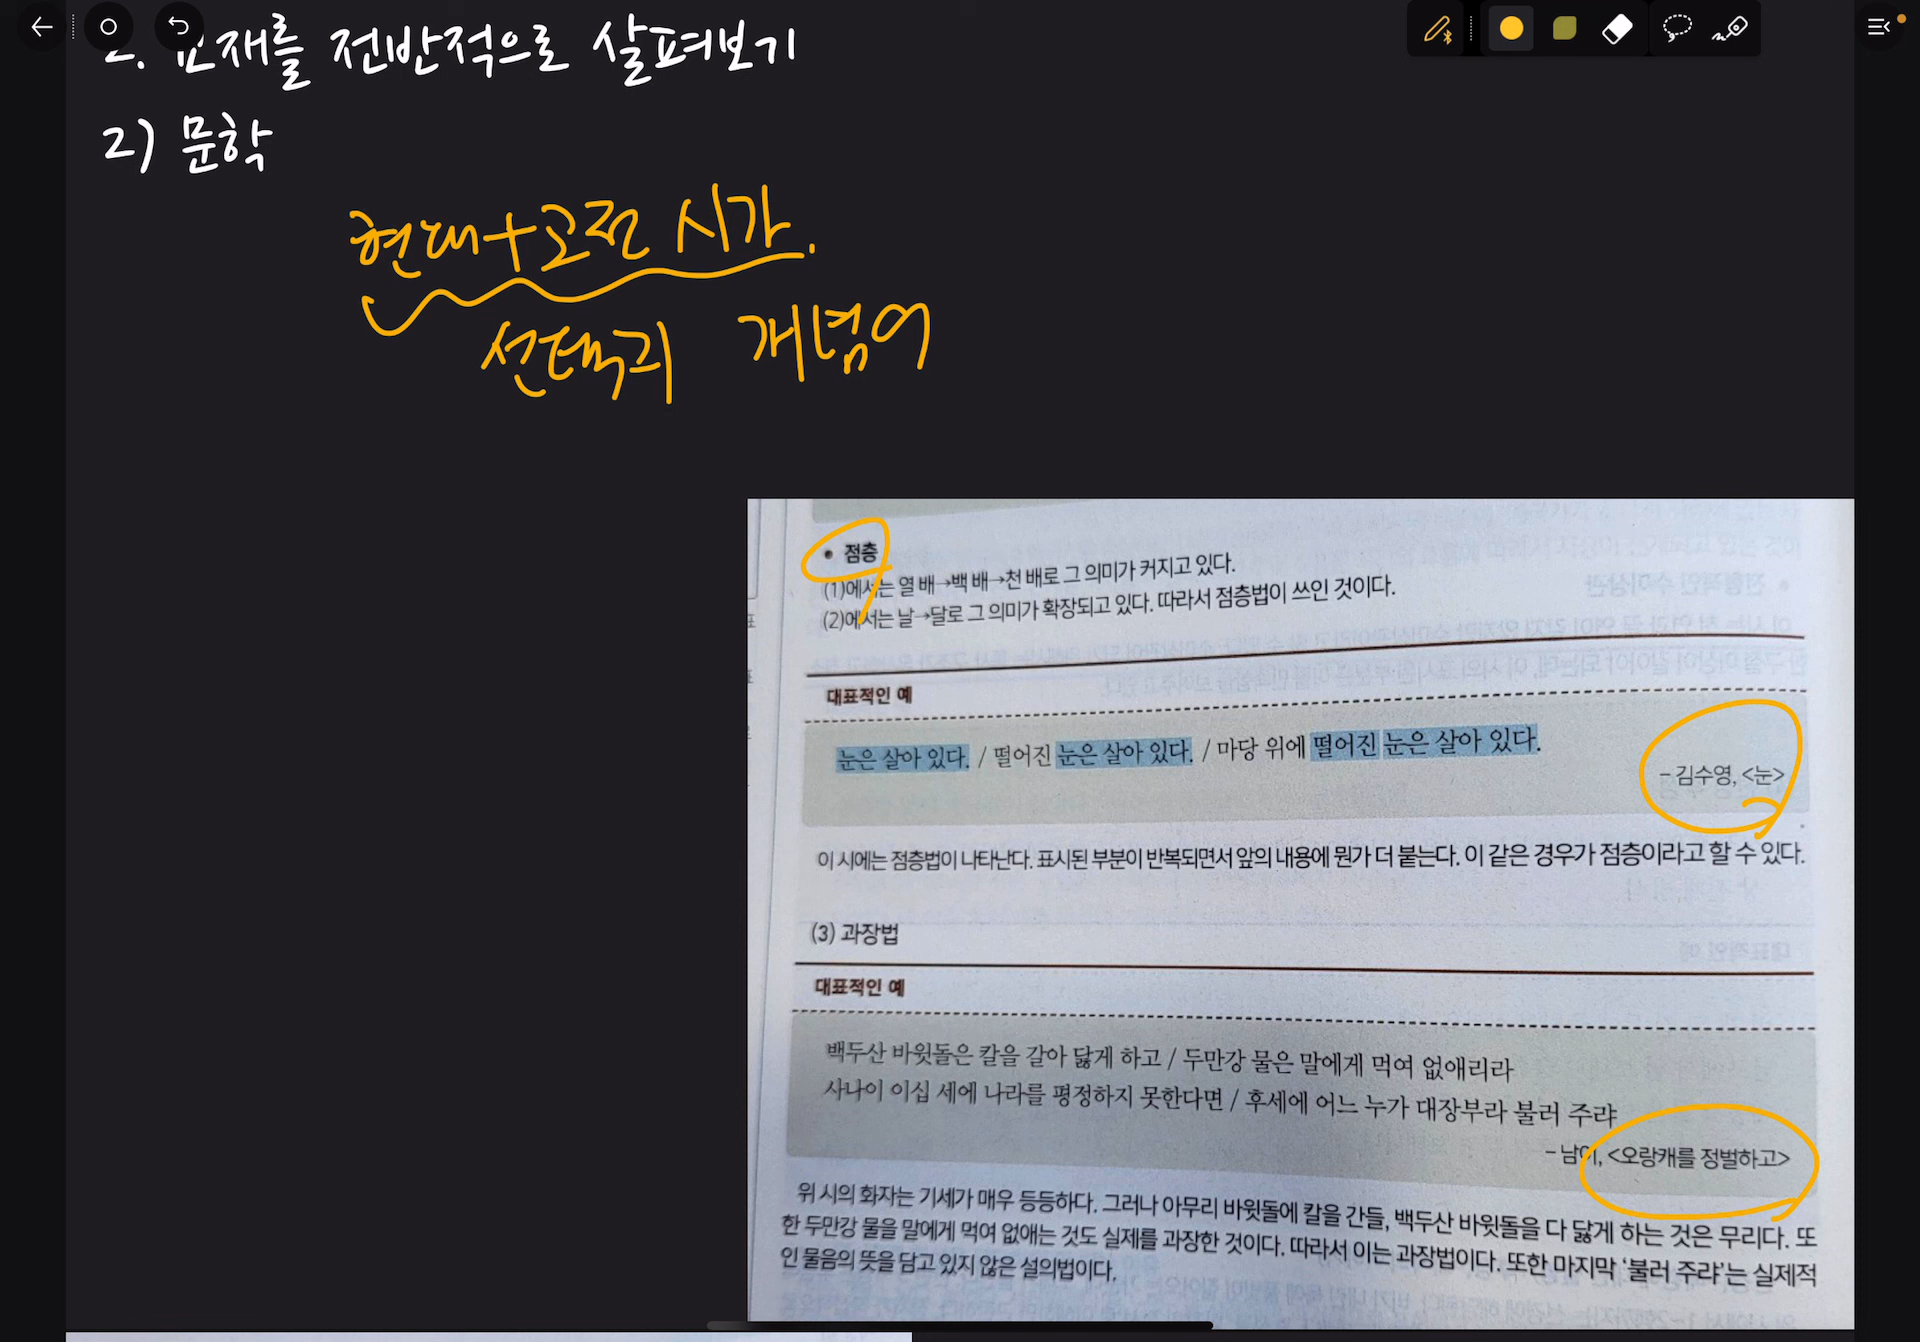 2. 교재를 전반적으로 살펴보기
2) 문학
현대+고전 시가.
선택지 개념어
• 점층
(1)에서는 열 배→백 배→천 배로 그 의미가 커지고 있다.
(2)에서는 날→달로 그 의미가 확장되고 있다. 따라서 점층법이 쓰인 것이다.
대표적인 예
눈은 살아 있다. / 떨어진 눈은 살아 있다. / 마당 위에 떨어진 눈은 살아 있다.
– 김수영, <눈>
이 시에는 점층법이 나타난다. 표시된 부분이 반복되면서 앞의 내용에 뭔가 더 붙는다. 이 같은 경우가 점층이라고 할 수 있다.
(3) 과장법
대표적인 예
백두산 바윗돌은 칼을 갈아 닳게 하고 / 두만강 물은 말에게 먹여 없애리라
사나이 이십 세에 나라를 평정하지 못한다면 / 후세에 어느 누가 대장부라 불러 주랴
– 남이, <오랑캐를 정벌하고>
위 시의 화자는 기세가 매우 등등하다. 그러나 아무리 바윗돌에 칼을 간들, 백두산 바윗돌을 다 닳게 하는 것은 무리다. 또
한 두만강 물을 말에게 먹여 없애는 것도 실제를 과장한 것이다. 따라서 이는 과장법이다. 또한 마지막 ‘불러 주랴’는 실제적
인 물음의 뜻을 담고 있지 않은 설의법이다.